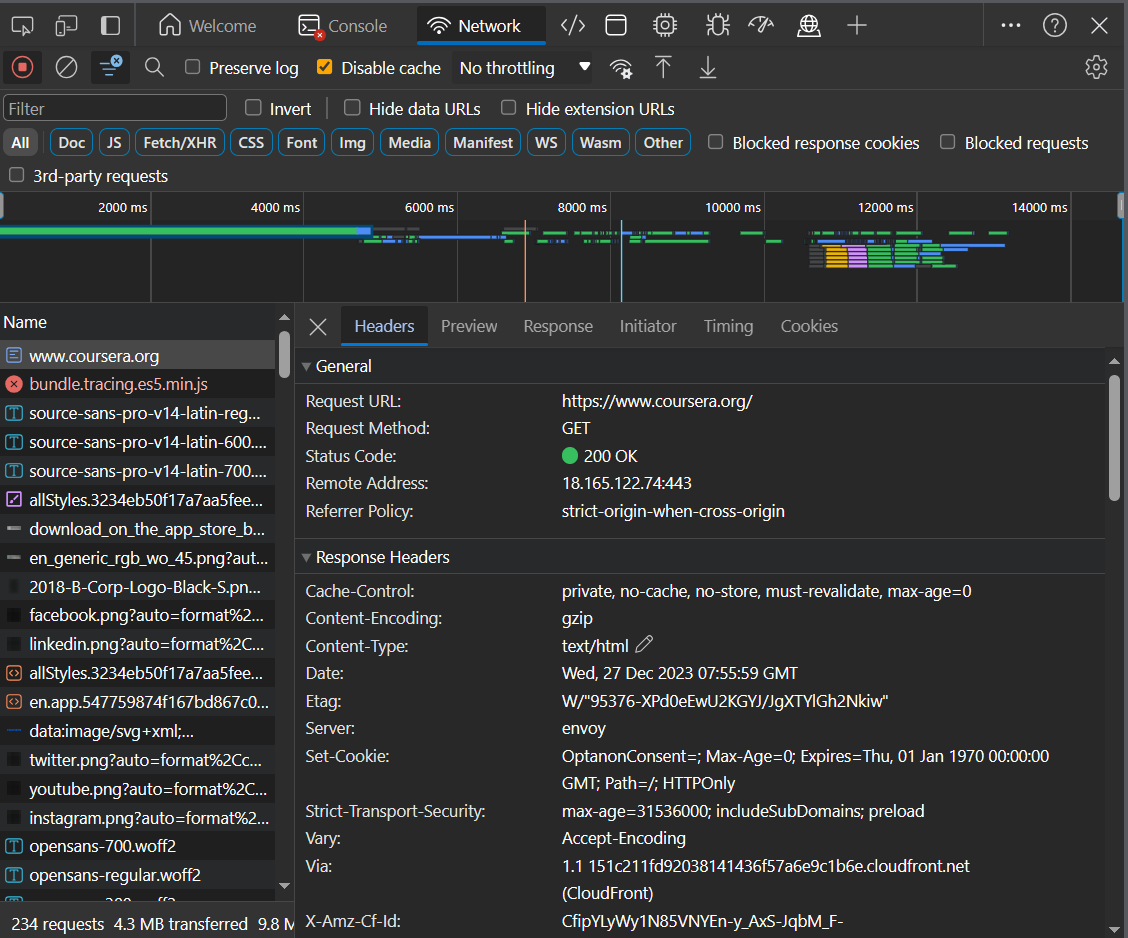 Welcome Console Network
Preserve log Disable cache No throttling
Filter Invert Hide data URLs Hide extension URLs
All Doc JS Fetch/XHR CSS Font Img Media Manifest WS Wasm Other Blocked response cookies Blocked requests
3rd-party requests
2000 ms 4000 ms 6000 ms 8000 ms 10000 ms 12000 ms 14000 ms
Name
www.coursera.org
bundle.tracing.es5.min.js
source-sans-pro-v14-latin-reg...
source-sans-pro-v14-latin-600....
source-sans-pro-v14-latin-700....
allStyles.3234eb50f17a7aa5fee...
download_on_the_app_store_b...
en_generic_rgb_wo_45.png?aut...
2018-B-Corp-Logo-Black-S.pn...
facebook.png?auto=format%2...
linkedin.png?auto=format%2C...
allStyles.3234eb50f17a7aa5fee...
en.app.547759874f167bd867c0...
data:image/svg+xml;...
twitter.png?auto=format%2Cc...
youtube.png?auto=format%2C...
instagram.png?auto=format%2...
opensans-700.woff2
opensans-regular.woff2
234 requests 4.3 MB transferred 9.8 M
Headers Preview Response Initiator Timing Cookies
General
Request URL: https://www.coursera.org/
Request Method: GET
Status Code: 200 OK
Remote Address: 18.165.122.74:443
Referrer Policy: strict-origin-when-cross-origin
Response Headers
Cache-Control: private, no-cache, no-store, must-revalidate, max-age=0
Content-Encoding: gzip
Content-Type: text/html
Date: Wed, 27 Dec 2023 07:55:59 GMT
Etag: W/"95376-XPd0eEwU2KGYJ/JgXTYlGh2Nkiw"
Server: envoy
Set-Cookie: OptanonConsent=; Max-Age=0; Expires=Thu, 01 Jan 1970 00:00:00
GMT; Path=/; HTTPOnly
Strict-Transport-Security: max-age=31536000; includeSubDomains; preload
Vary: Accept-Encoding
Via: 1.1 151c211fd92038141436f57a6e9c1b6e.cloudfront.net
(CloudFront)
X-Amz-Cf-Id: CfipYLyWy1N85VNYEn-y_AxS-JqbM_F-